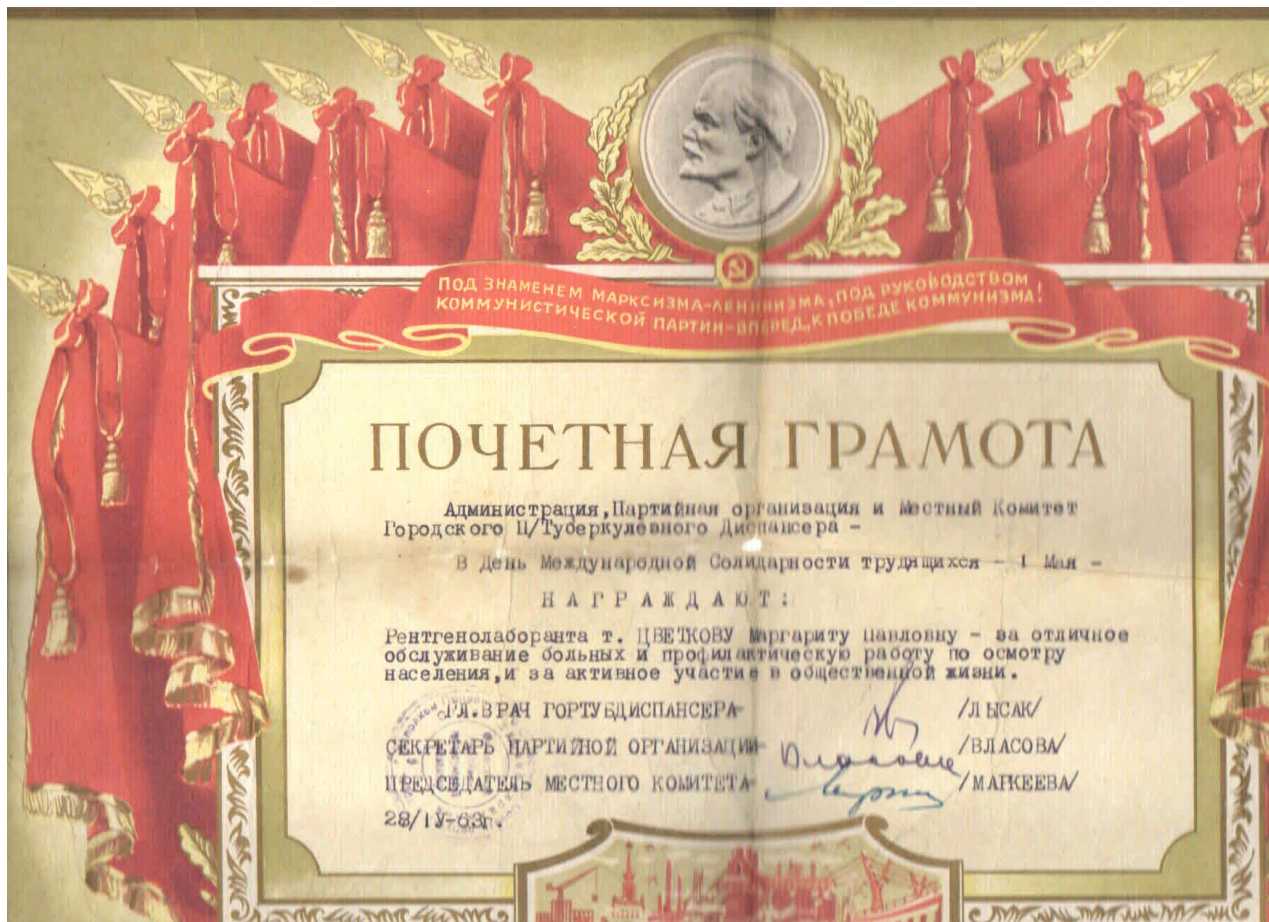 ПОД ЗНАМЕНЕМ МАРКСИЗМА-ЛЕНИНИЗМА, ПОД РУКОВОДСТВОМ
КОММУНИСТИЧЕСКОЙ ПАРТИИ-ВПЕРЕД, К ПОБЕДЕ КОММУНИЗМА!
ПОЧЕТНАЯ ГРАМОТА
Администрация, Партийная организация и Местный Комитет
Городского П/Туберкулезного Диспансера -
В День Международной Солидарности трудящихся - 1 Мая -
НАГРАЖДАЮТ:
Рентгенолаборанта т. ЦВЕТКОВУ Маргариту Павловну - за отличное
обслуживание больных и профилактическую работу по осмотру
населения, и за активное участие в общественной жизни.
ГЛ.ВРАЧ ГОРТУБДИСПАНСЕРА- /ЛЫСАК/
СЕКРЕТАРЬ ПАРТИЙНОЙ ОРГАНИЗАЦИИ- Власова /ВЛАСОВА/
ПРЕДСЕДАТЕЛЬ МЕСТНОГО КОМИТЕТА- /МАРКЕЕВА/
28/1У-63г.